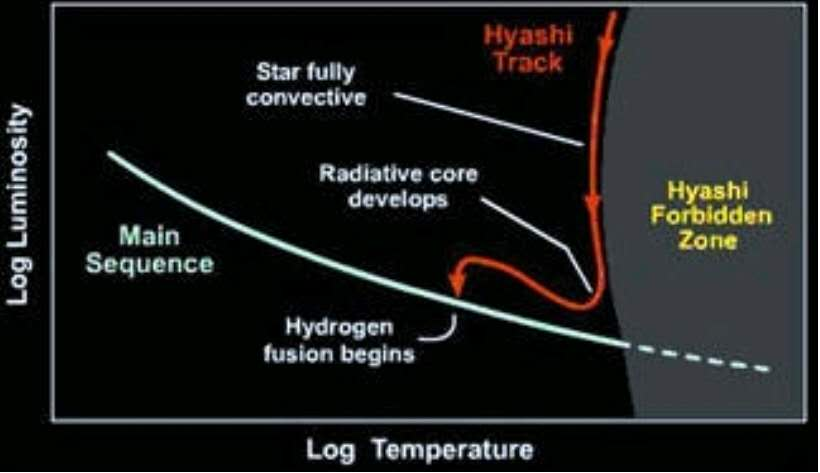 Hyashi
Track
Star fully
convective
Radiative core
develops
Hyashi
Forbidden
Zone
Main
Sequence
Hydrogen
fusion begins
Log Luminosity
Log Temperature